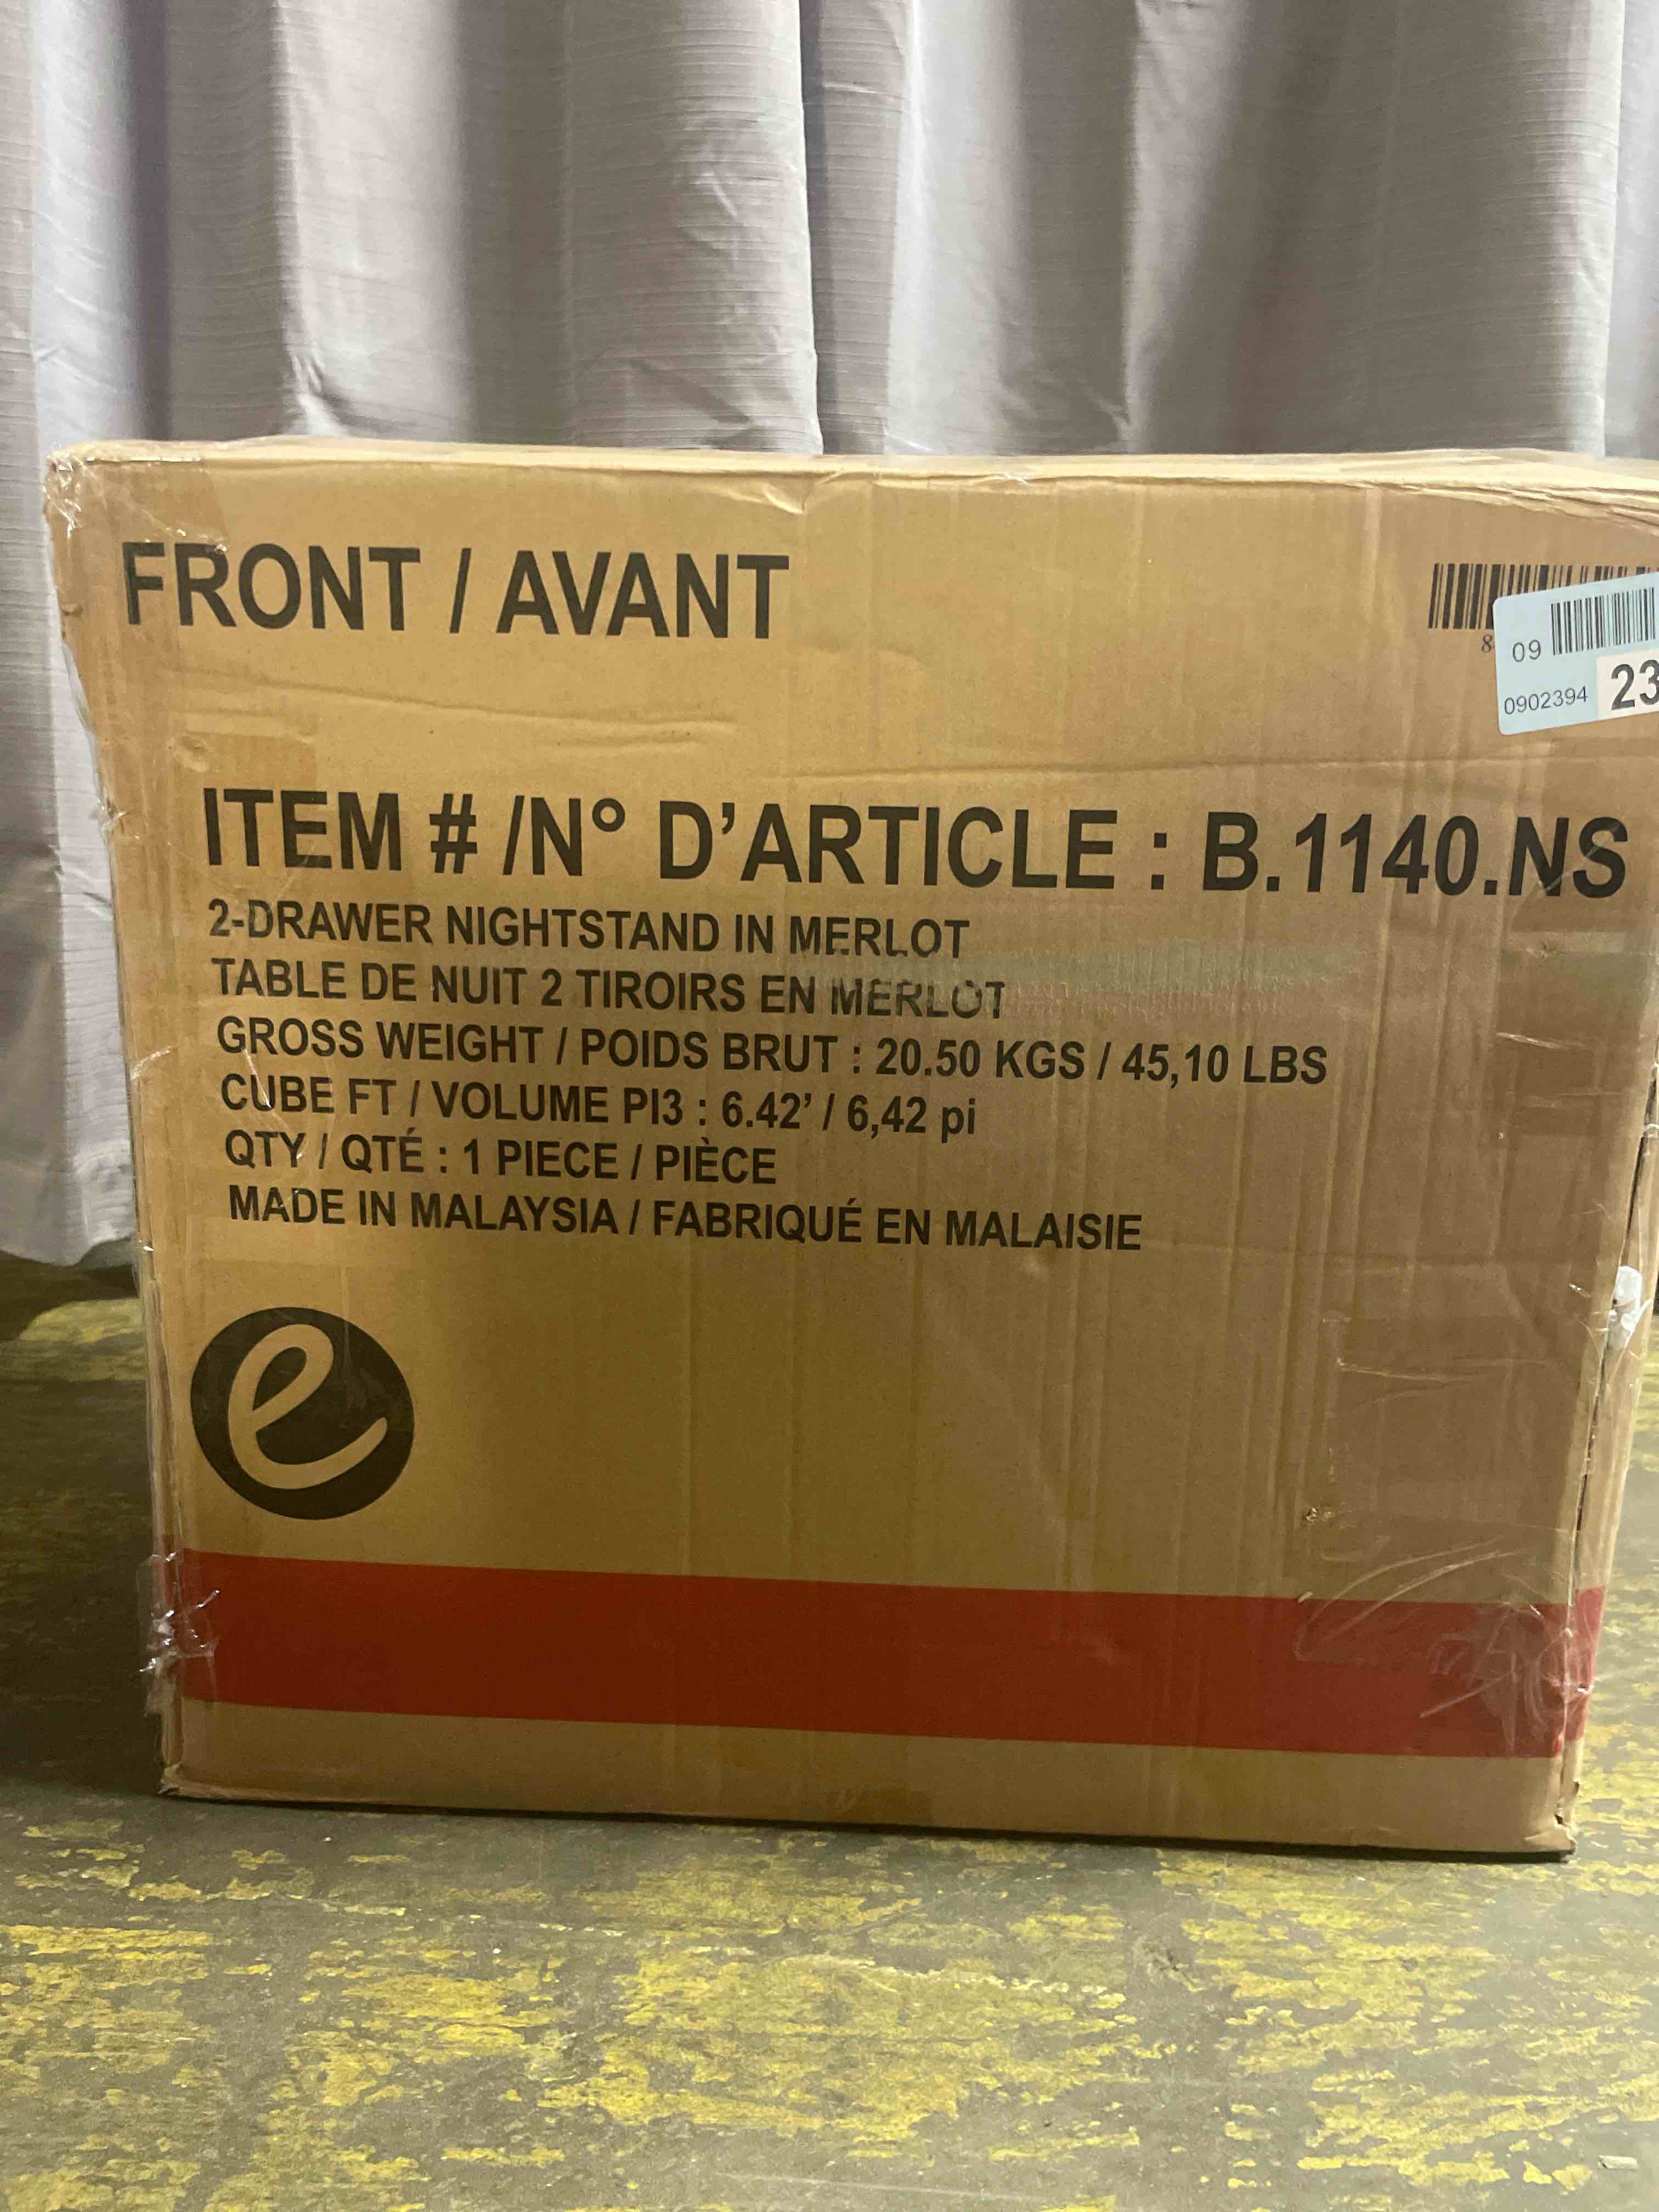 FRONT / AVANT
09
0902394 23
ITEM # /N° D'ARTICLE : B.1140.NS
2-DRAWER NIGHTSTAND IN MERLOT
TABLE DE NUIT 2 TIROIRS EN MERLOT
GROSS WEIGHT / POIDS BRUT : 20.50 KGS / 45,10 LBS
CUBE FT / VOLUME PI3 : 6.42' / 6,42 pi
QTY / QTÉ : 1 PIECE / PIÈCE
MADE IN MALAYSIA / FABRIQUÉ EN MALAISIE
e